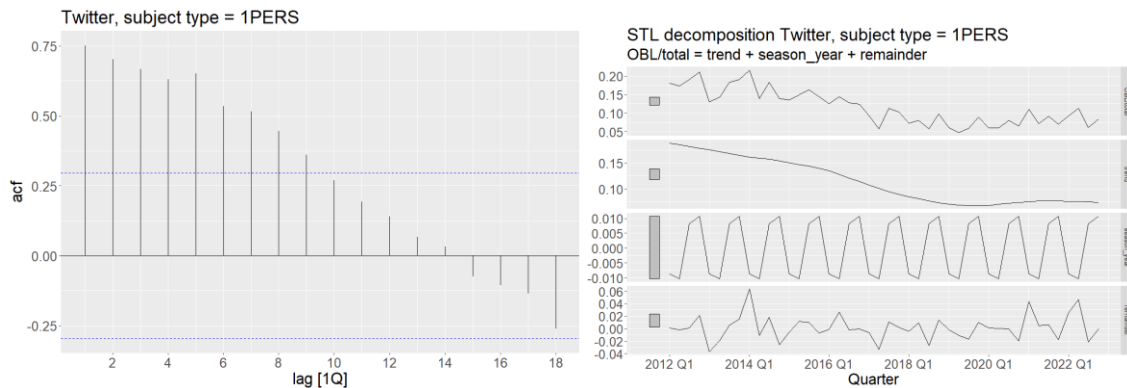 Twitter, subject type = 1PERS
0.75
0.50
0.25
0.00
-0.25
acf
2 4 6 8 10 12 14 16 18
lag [1Q]
STL decomposition Twitter, subject type = 1PERS
OBL/total = trend + season_year + remainder
0.20
0.15
0.10
0.05
0.15
trend
0.10
0.010
0.005
0.000
-0.005
-0.010
season_year
0.06
0.04
0.02
0.00
-0.02
-0.04
2012 Q1 2014 Q1 2016 Q1 2018 Q1 2020 Q1 2022 Q1
Quarter